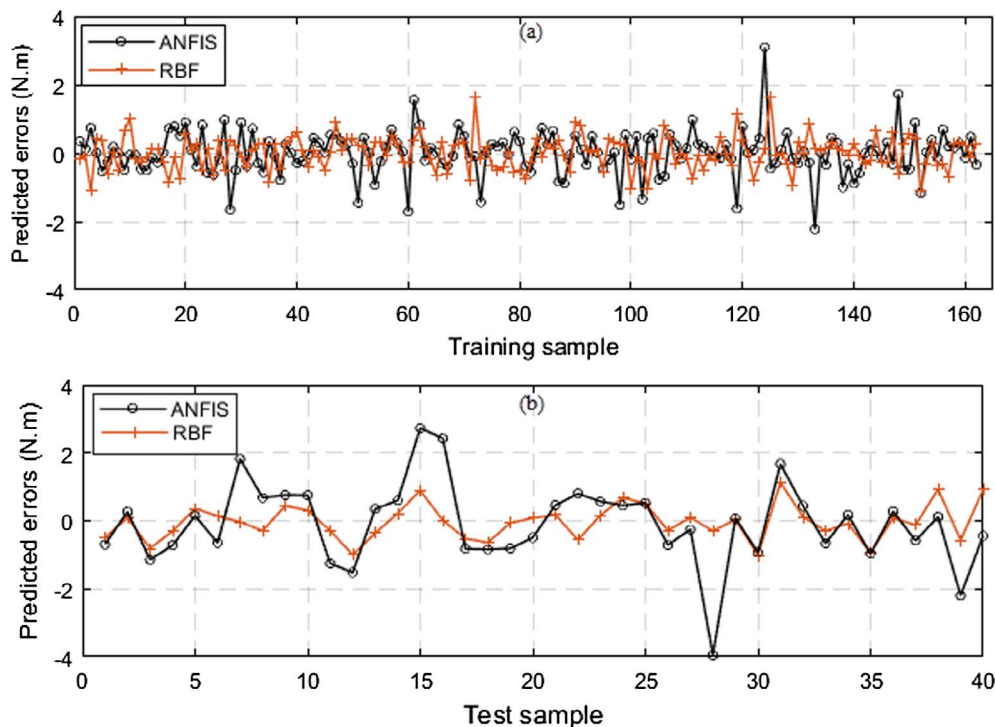 (a)
ANFIS
RBF
Predicted errors (N.m)
4
2
0
-2
-4
0 20 40 60 80 100 120 140 160
Training sample
(b)
ANFIS
RBF
Predicted errors (N.m)
4
2
0
-2
-4
0 5 10 15 20 25 30 35 40
Test sample